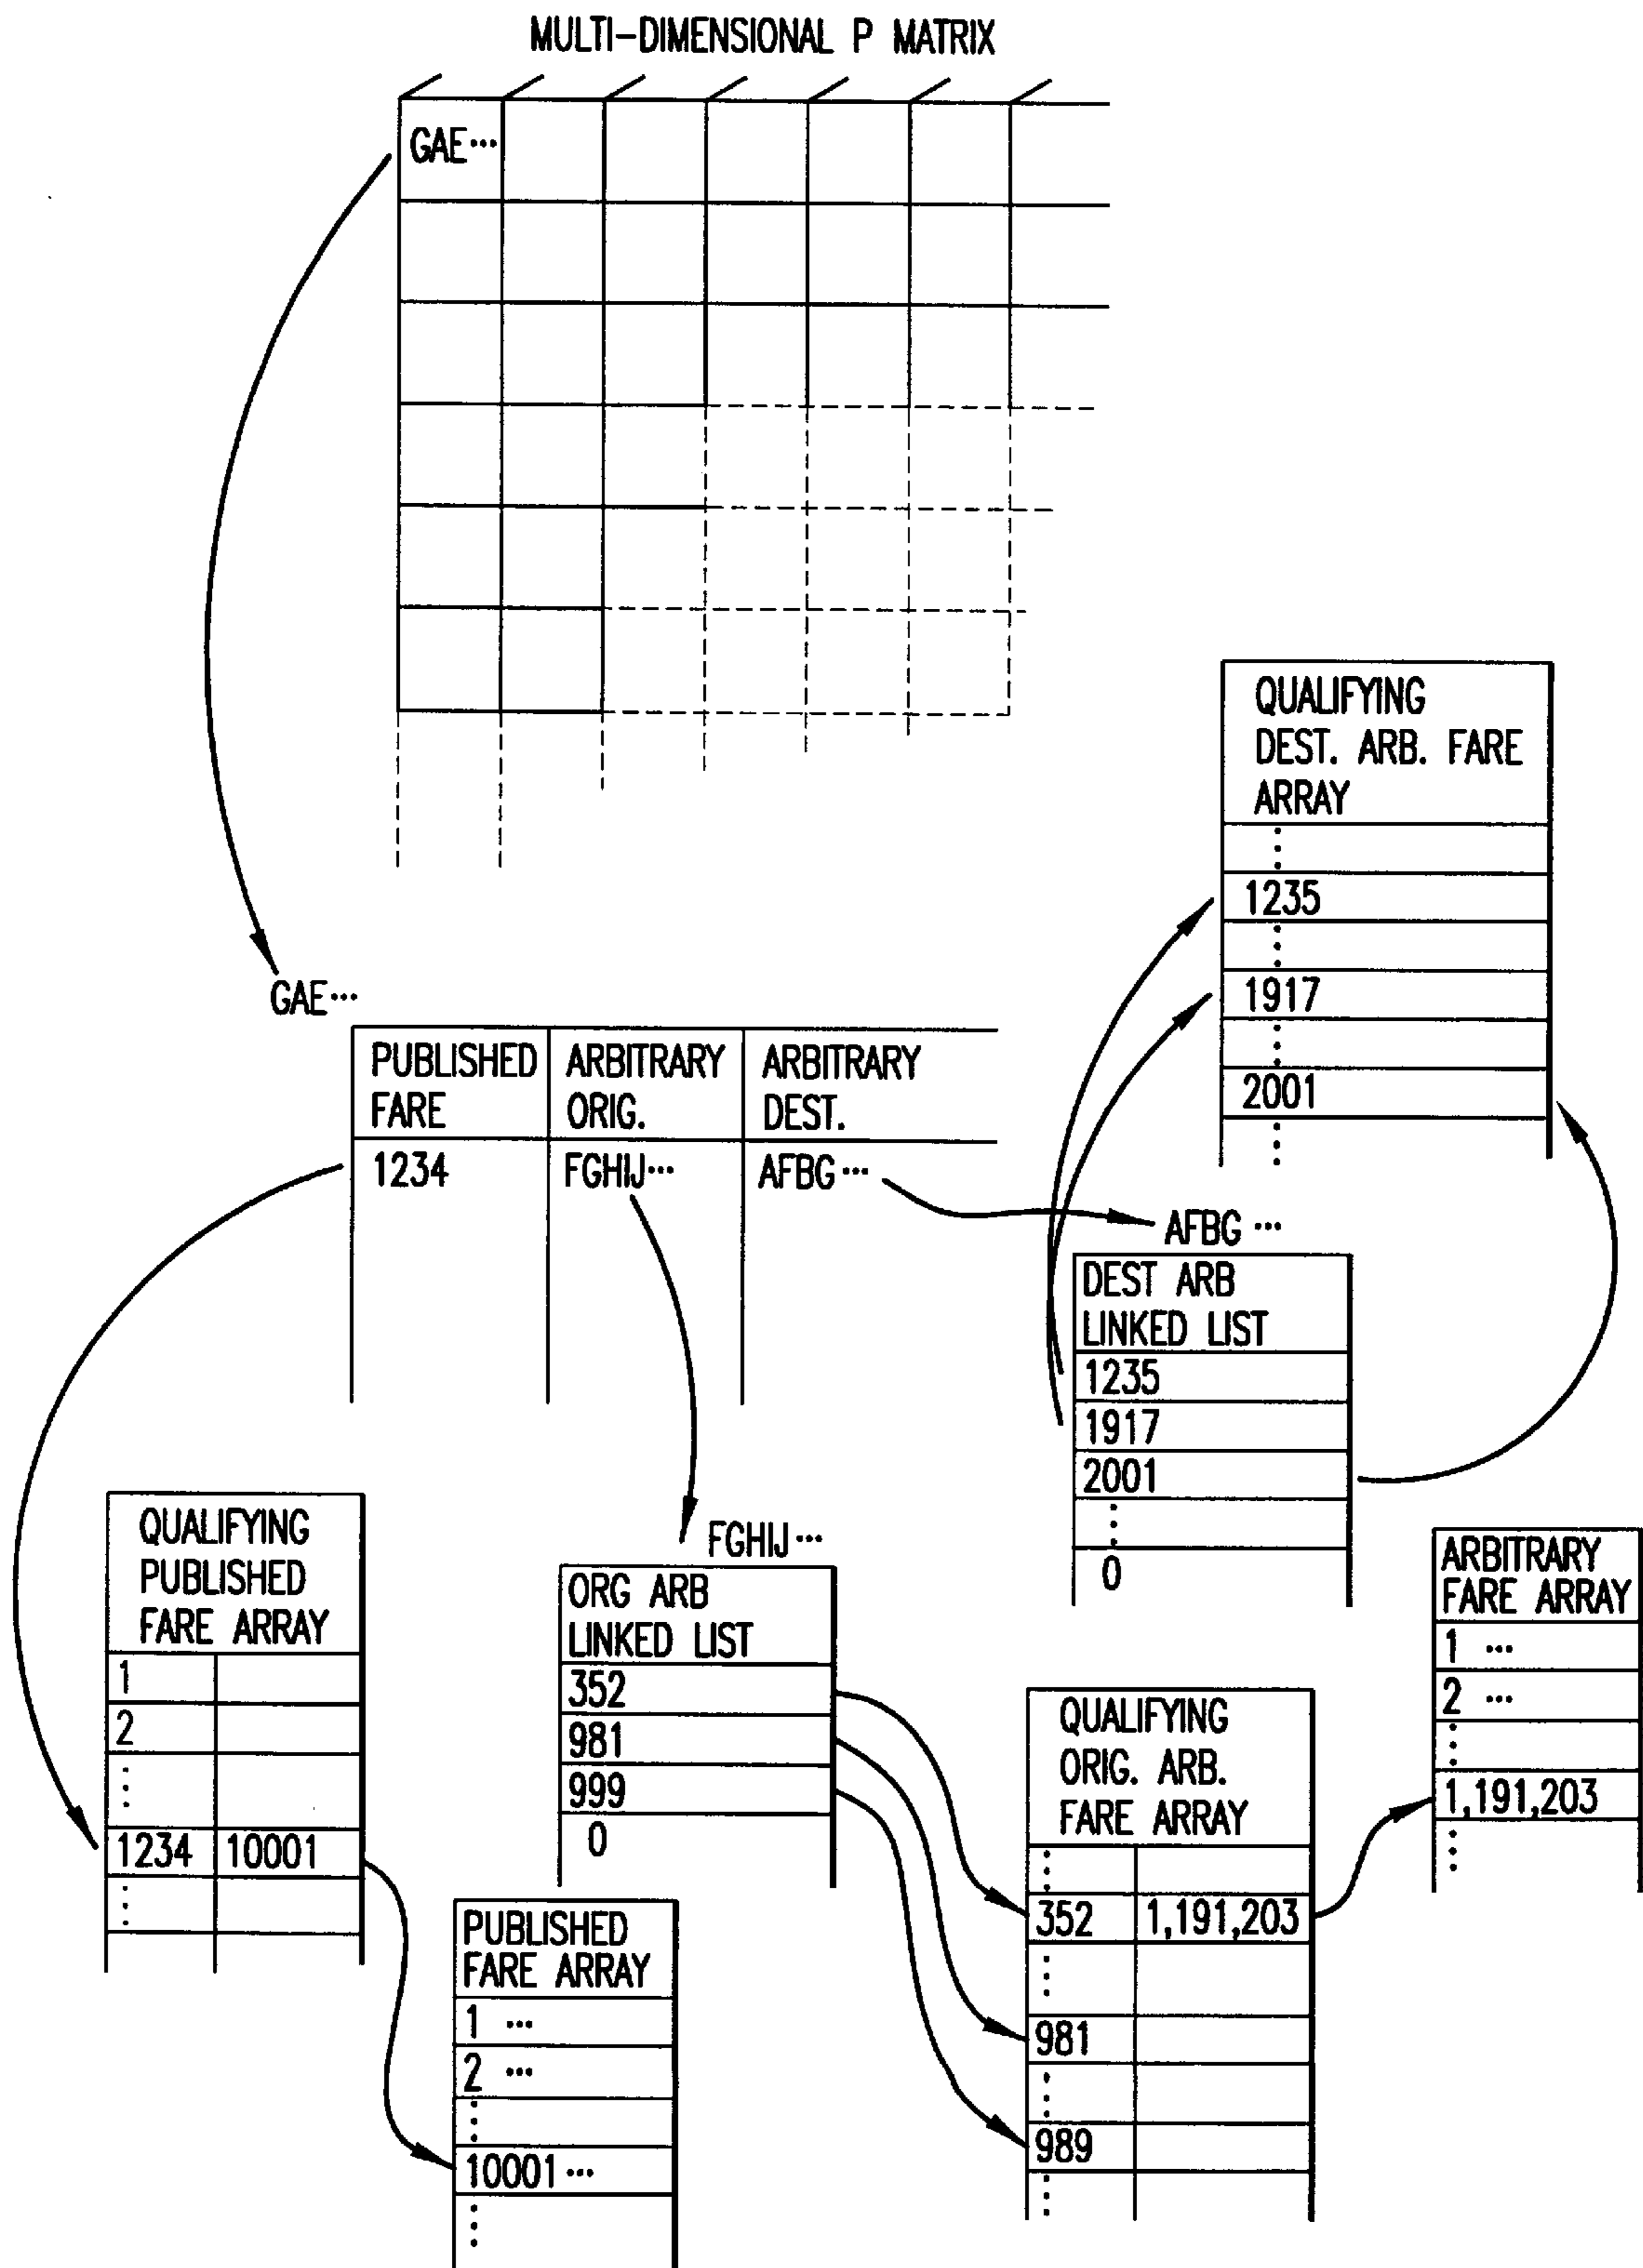 MULTI-DIMENSIONAL P MATRIX
GAE···
GAE···
PUBLISHED FARE
ARBITRARY ORIG.
ARBITRARY DEST.
1234
FGHIJ···
AFBG···
QUALIFYING
DEST. ARB. FARE
ARRAY
1235
1917
2001
AFBG ···
DEST ARB
LINKED LIST
1235
1917
2001
0
QUALIFYING
PUBLISHED
FARE ARRAY
1
2
1234 10001
PUBLISHED
FARE ARRAY
1 ···
2 ···
10001···
FGHIJ···
ORG ARB
LINKED LIST
352
981
999
0
QUALIFYING
ORIG. ARB.
FARE ARRAY
352 1,191,203
981
989
ARBITRARY
FARE ARRAY
1 ···
2 ···
1,191,203